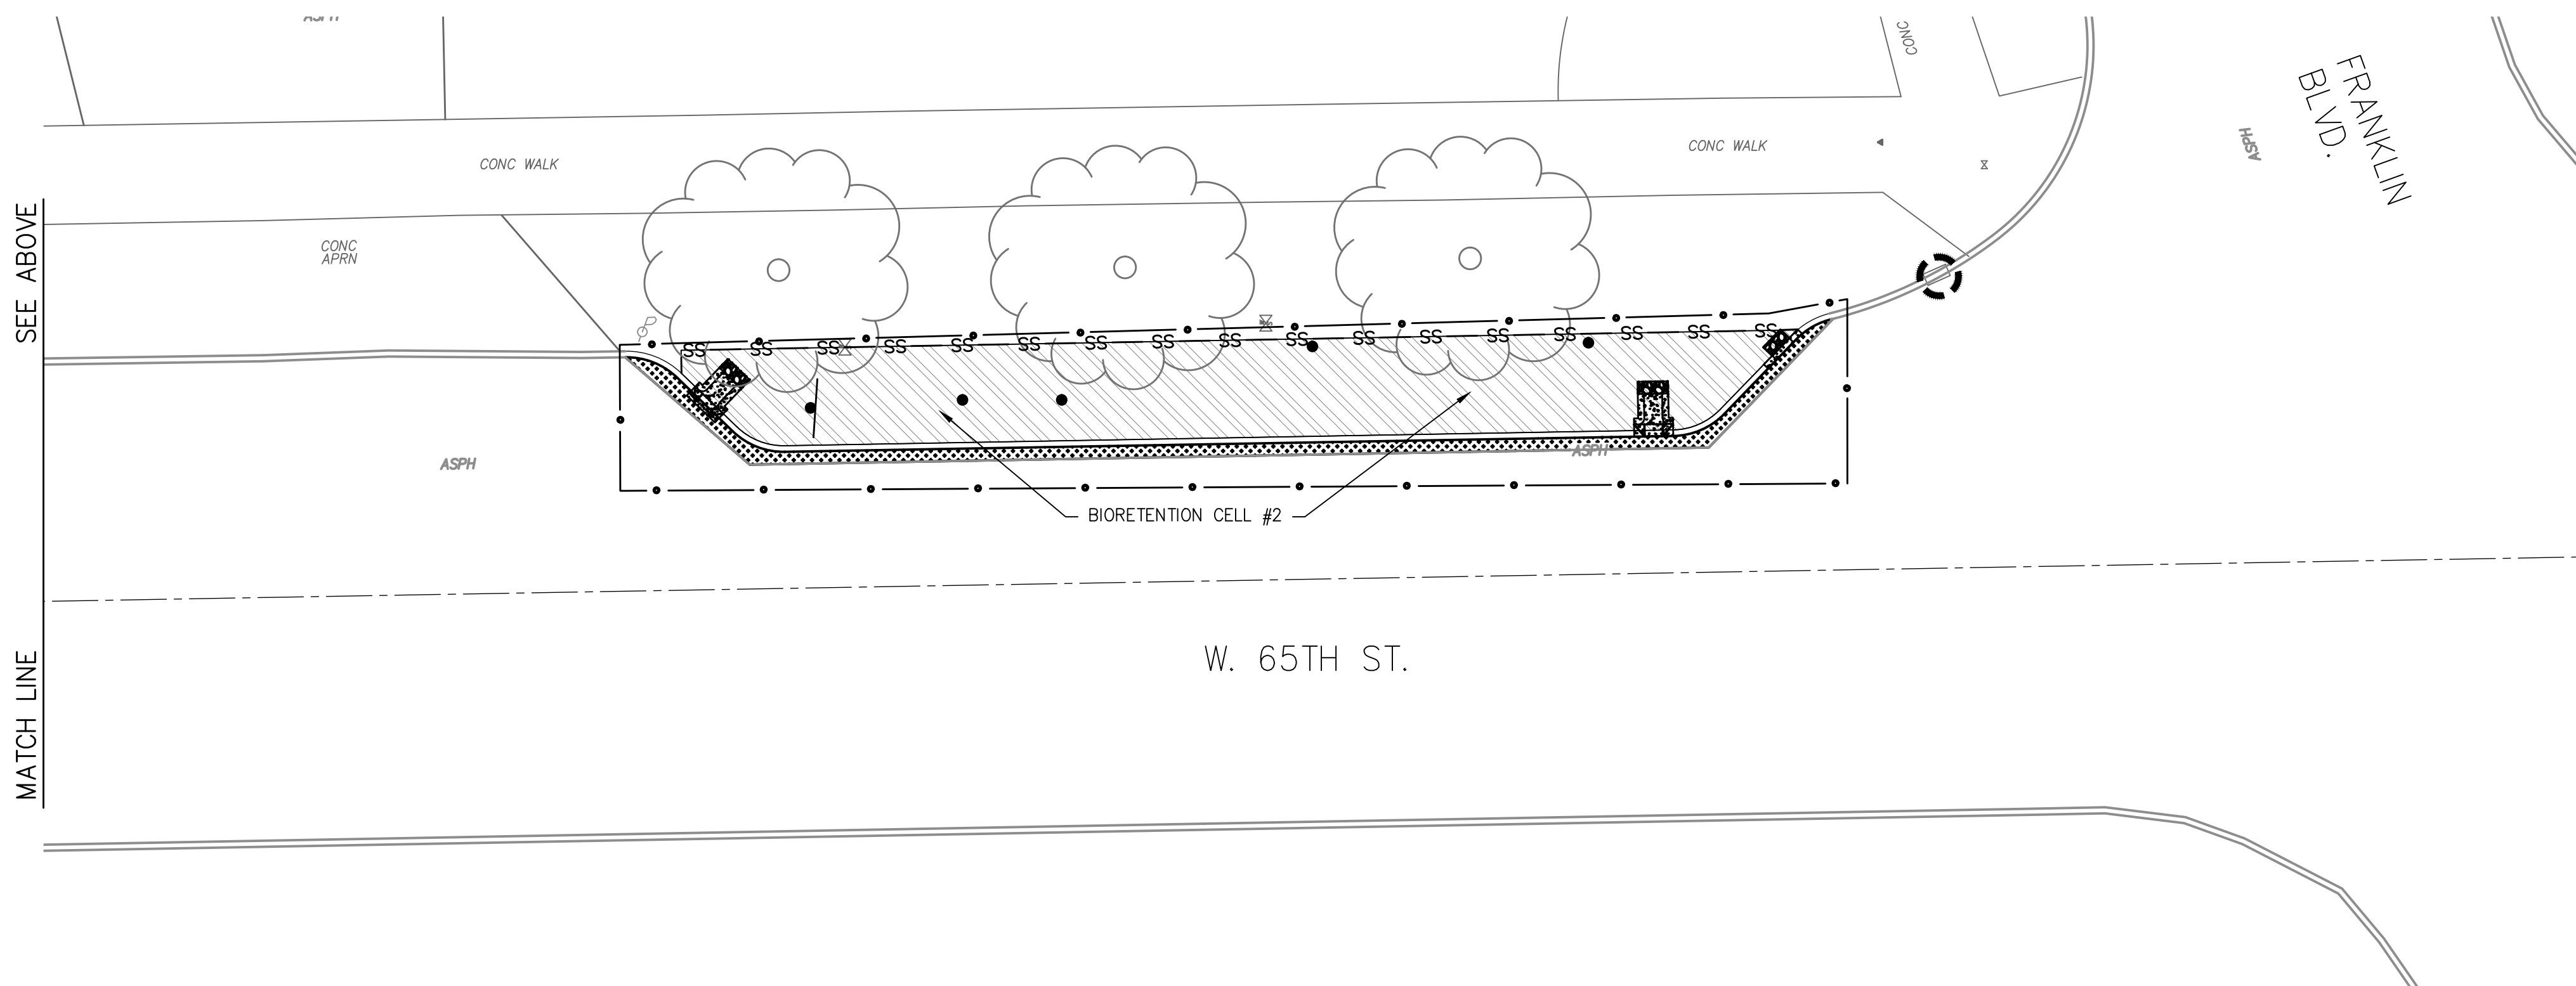 CONC
FRANKLIN
BLVD.
ASPH
CONC WALK
CONC WALK
SEE ABOVE
CONC
APRN
SS SS SS SS SS SS SS SS SS SS SS SS SS SS SS SS SS
ASPH
ASPH
BIORETENTION CELL #2
W. 65TH ST.
MATCH LINE